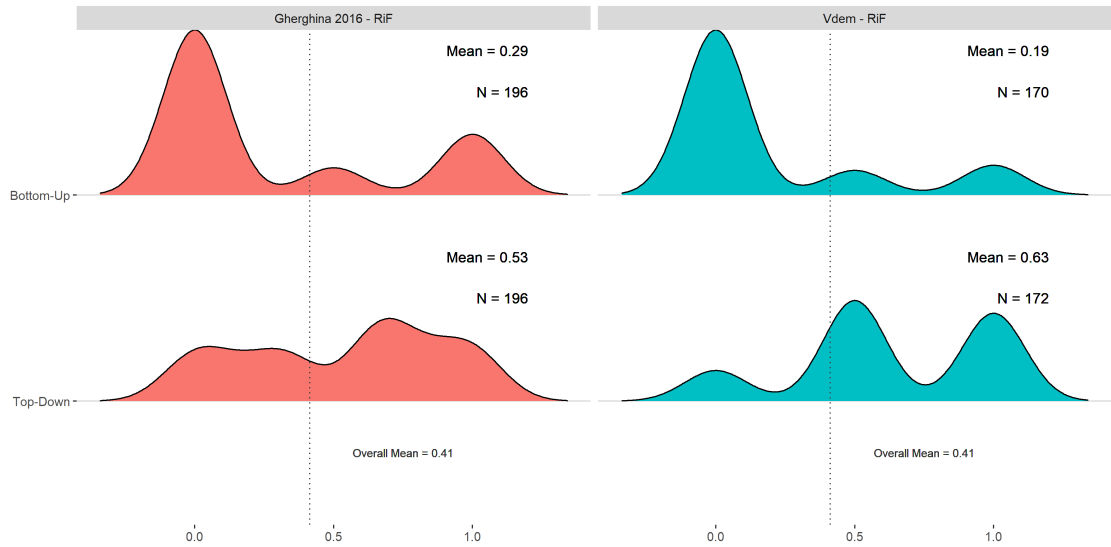 Gherghina 2016 - RiF
Vdem - RiF
Mean = 0.29
N = 196
Mean = 0.19
N = 170
Bottom-Up
Mean = 0.53
N = 196
Mean = 0.63
N = 172
Top-Down
Overall Mean = 0.41
Overall Mean = 0.41
0.0 0.5 1.0
0.0 0.5 1.0